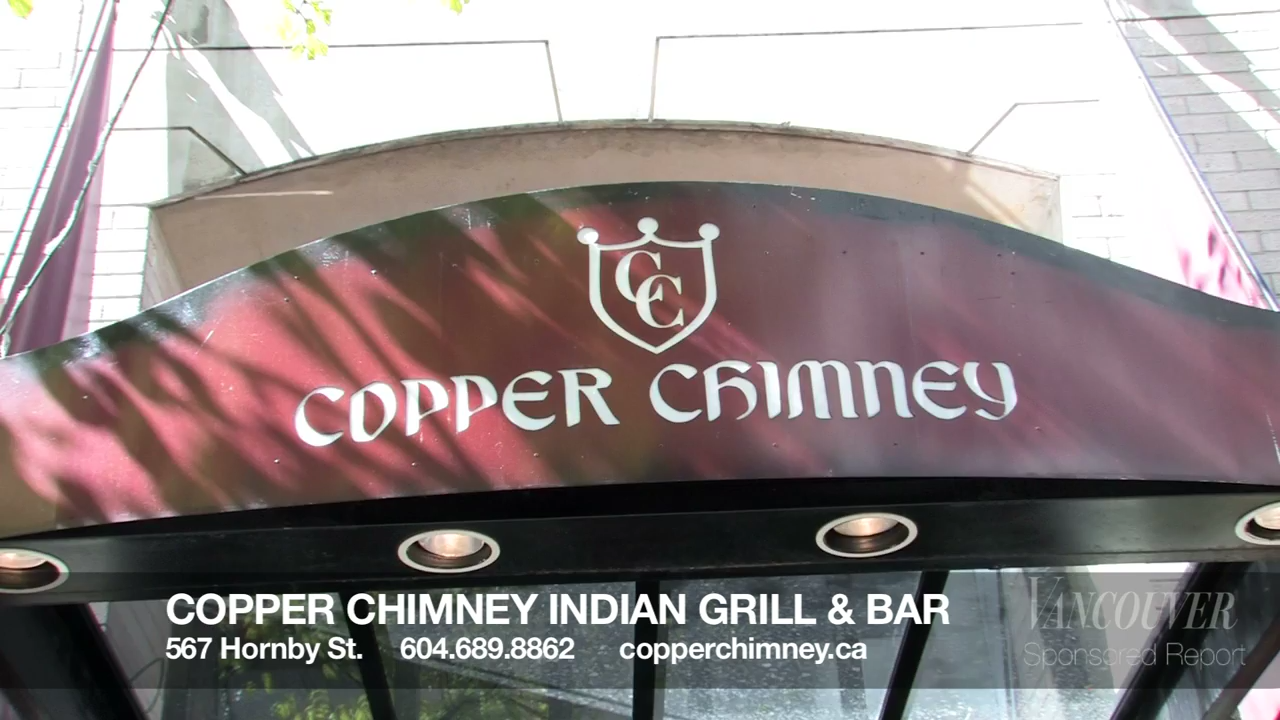 CC
COPPER CHIMNEY
COPPER CHIMNEY INDIAN GRILL & BAR
567 Hornby St. 604.689.8862 copperchimney.ca
VANCOUVER
Sponsored Report